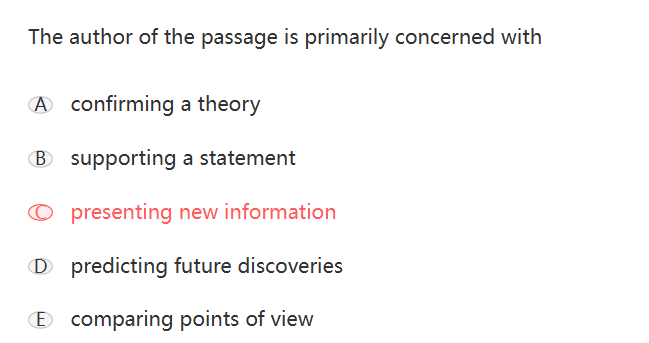 The author of the passage is primarily concerned with
A confirming a theory
B supporting a statement
C presenting new information
D predicting future discoveries
E comparing points of view